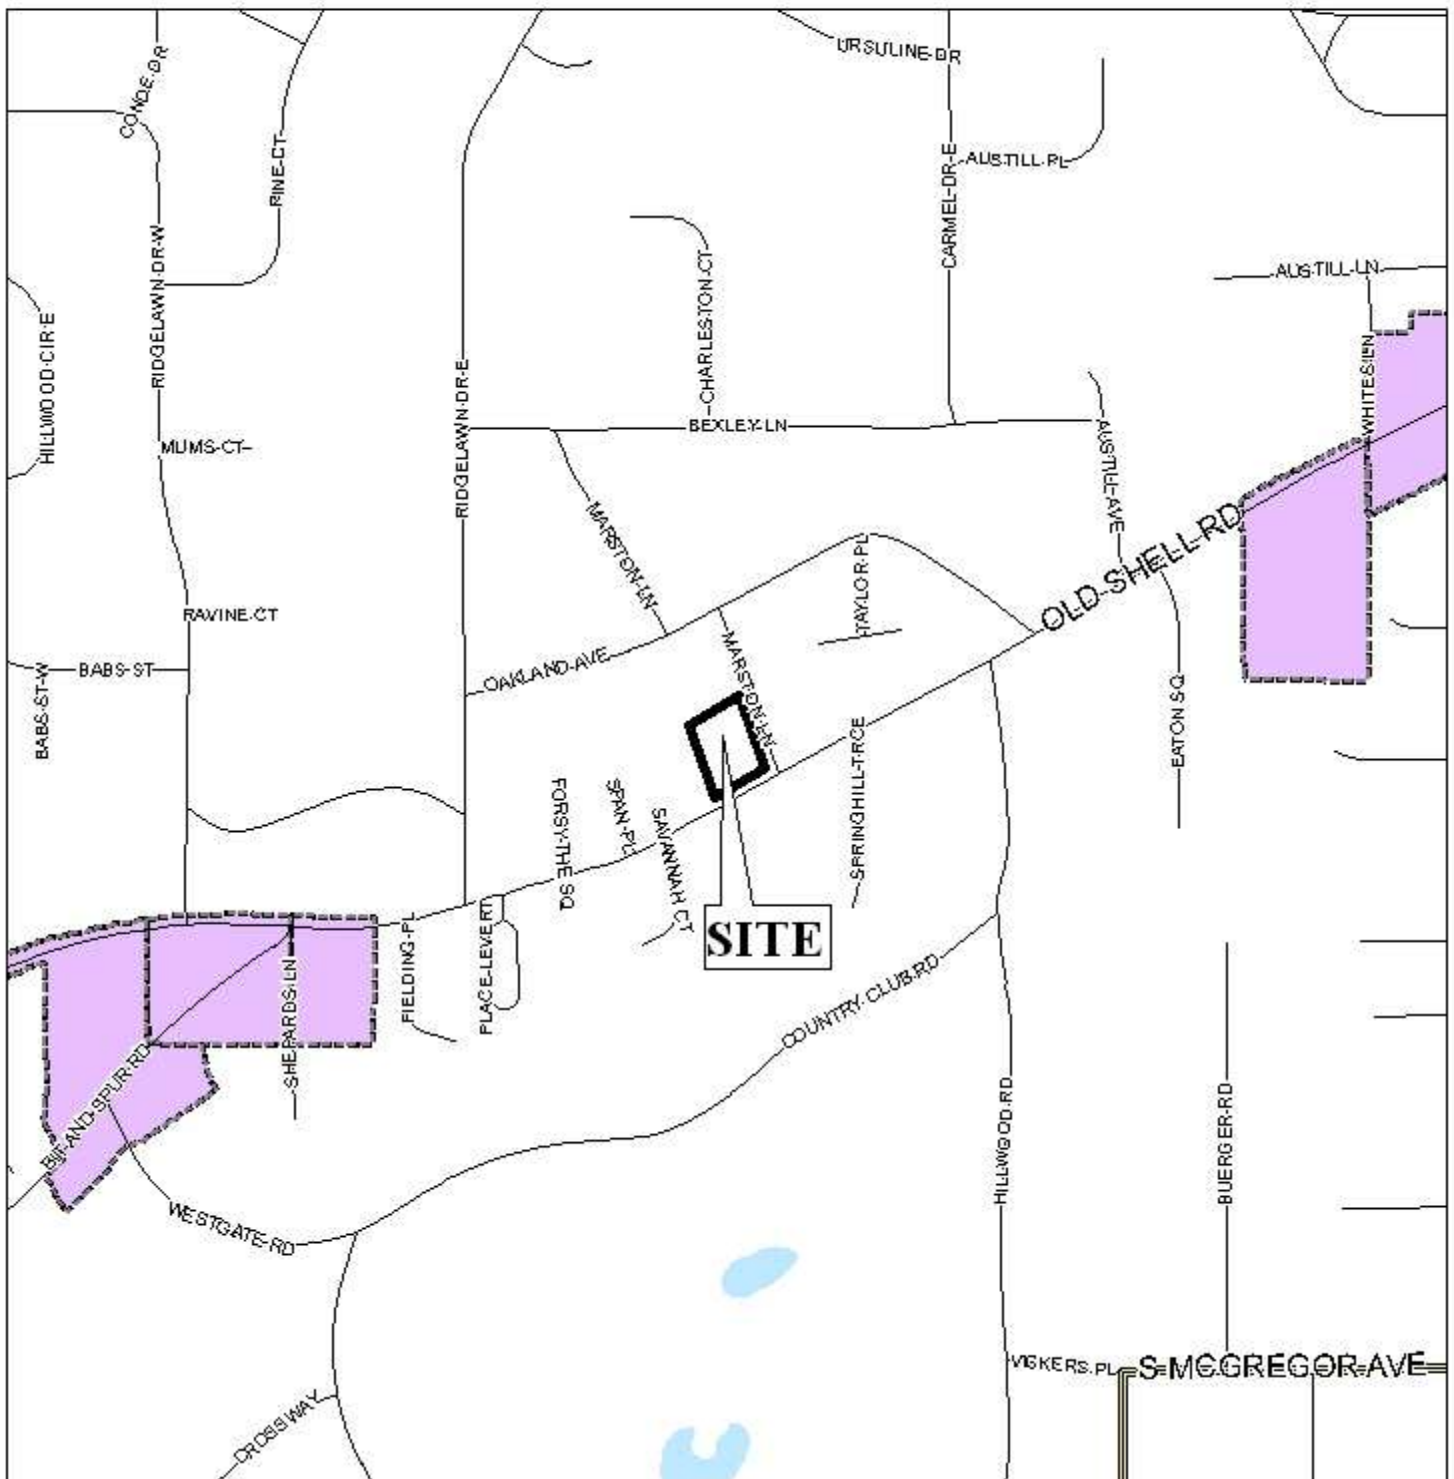 CONDE-DR
URSULINE-DR
PINE-CT
AUSTILL-PL
CARMEL-DR-E
RIDGELAWN-DR-W
CHARLESTON-CT
AUSTILL-LN
HILLWOOD-CIR-E
RIDGELAWN-DR-E
WHITES-LN
BEXLEY-LN
MUMS-CT
AUSTILL-AVE
MARSTON-LN
OLD-SHELL-RD
TAYLOR-PL
RAVINE-CT
BABS-ST-W
BABS-ST
OAKLAND-AVE
MARSTON-LN
EATON SQ
SPRINGHILL-TRCE
FORSYTHE SQ
SPAN-PL
SAVANNAH CT
SITE
FIELDING-PL
PLACE-LEVERT
SHEPARDS-LN
COUNTRY-CLUB-RD
BIT-AND-SPUR-RD
HILLWOOD-RD
BUERGER-RD
WESTGATE-RD
VICKERS PL
S-MCGREGOR-AVE
CROSSWAY